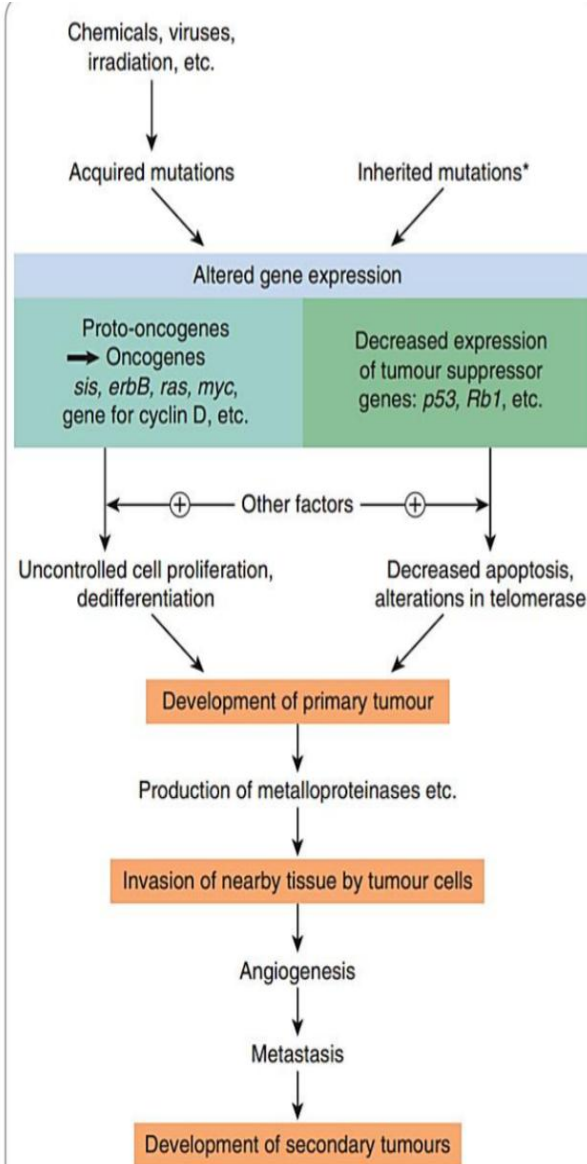 Chemicals, viruses,
irradiation, etc.
Acquired mutations
Inherited mutations*
Altered gene expression
Proto-oncogenes
➡ Oncogenes
sis, erbB, ras, myc,
gene for cyclin D, etc.
Decreased expression
of tumour suppressor
genes: p53, Rb1, etc.
+ Other factors +
Uncontrolled cell proliferation,
dedifferentiation
Decreased apoptosis,
alterations in telomerase
Development of primary tumour
Production of metalloproteinases etc.
Invasion of nearby tissue by tumour cells
Angiogenesis
Metastasis
Development of secondary tumours